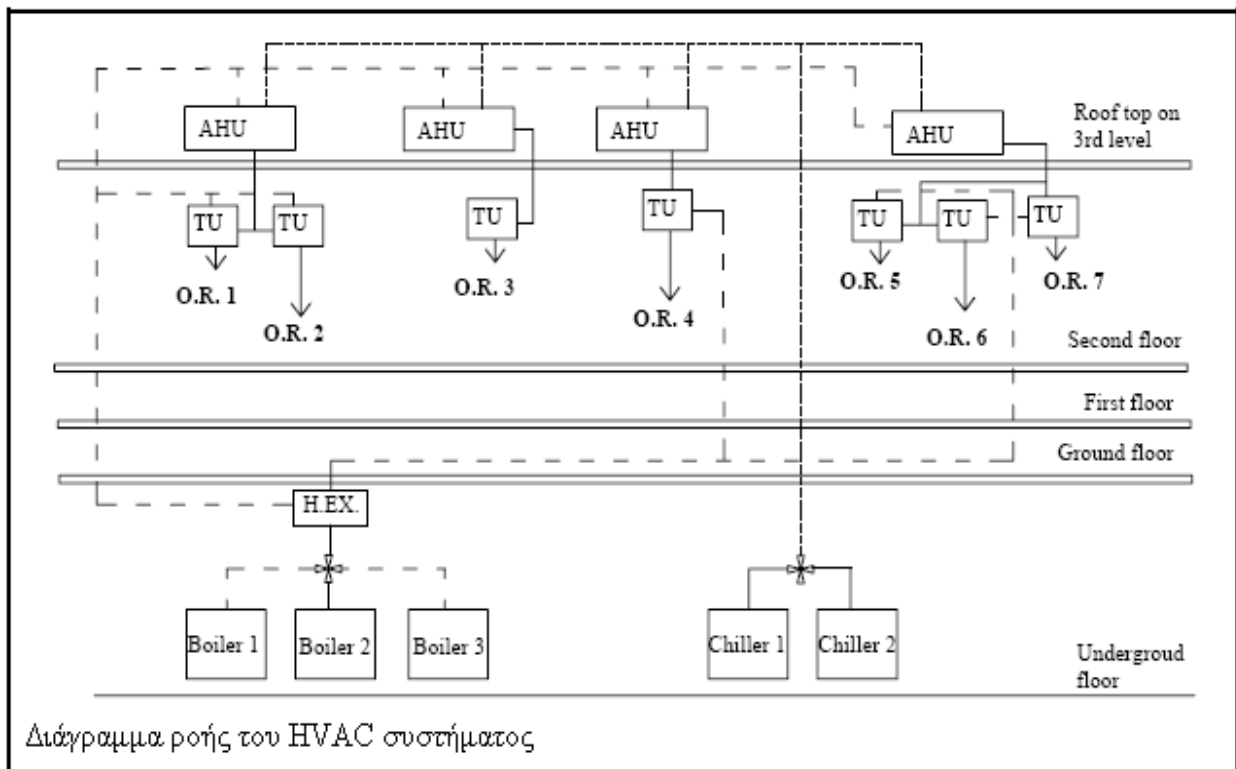 Roof top on
3rd level
AHU
AHU
AHU
AHU
TU
TU
TU
TU
TU
TU
TU
O.R. 1
O.R. 2
O.R. 3
O.R. 4
O.R. 5
O.R. 6
O.R. 7
Second floor
First floor
Ground floor
H.EX.
Boiler 1
Boiler 2
Boiler 3
Chiller 1
Chiller 2
Undergroud
floor
Διάγραμμα ροής του HVAC συστήματος